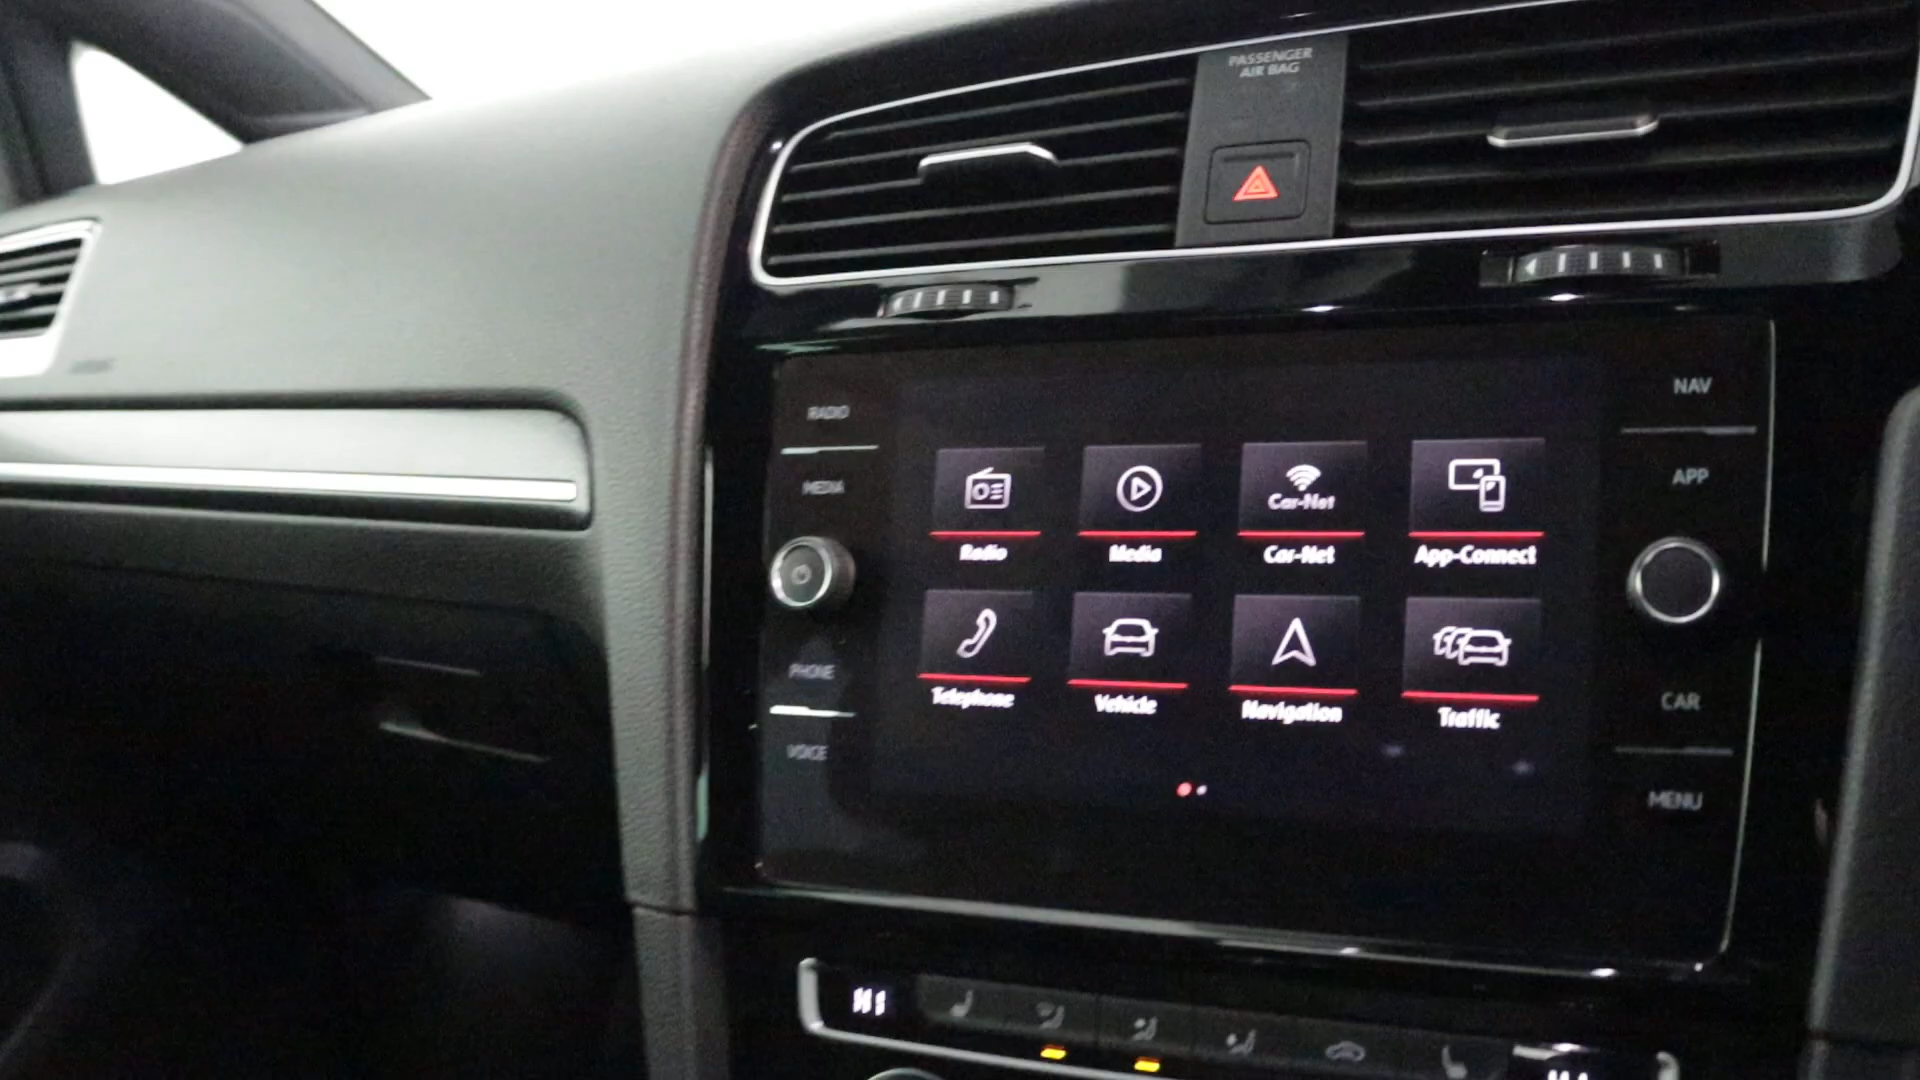 PASSENGER
AIR BAG
RADIO
MEDIA
PHONE
VOICE
Car-Net
Radio
Media
Car-Net
App-Connect
Telephone
Vehicle
Navigation
Traffic
NAV
APP
CAR
MENU